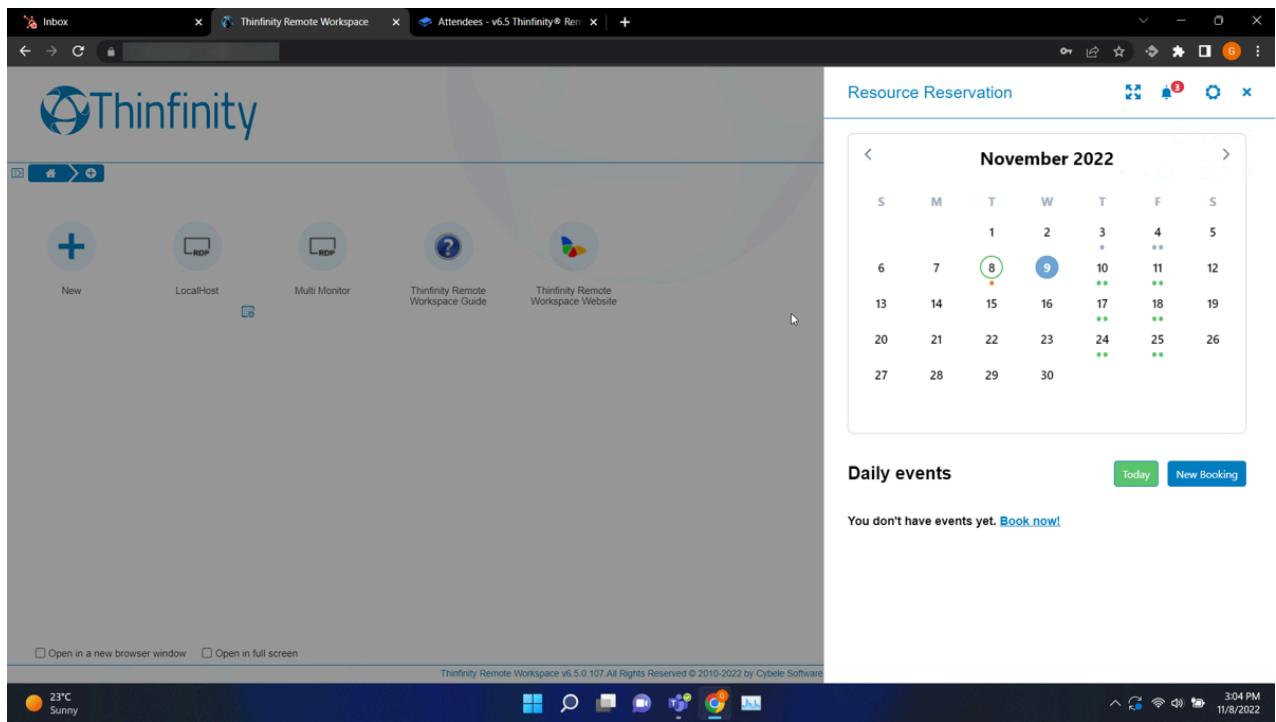 Inbox
Thinfinity Remote Workspace
Attendees - v6.5 Thinfinity® Rem
G
Thinfinity
New
RDP
LocalHost
RDP
Multi Monitor
?
Thinfinity Remote
Workspace Guide
Thinfinity Remote
Workspace Website
Open in a new browser window
Open in full screen
Thinfinity Remote Workspace v6.5.0.107.All Rights Reserved © 2010-2022 by Cybele Software
Resource Reservation
3
November 2022
S M T W T F S
1 2 3 4 5
6 7 8 9 10 11 12
13 14 15 16 17 18 19
20 21 22 23 24 25 26
27 28 29 30
Daily events
Today
New Booking
You don't have events yet. Book now!
23°C
Sunny
3:04 PM
11/8/2022